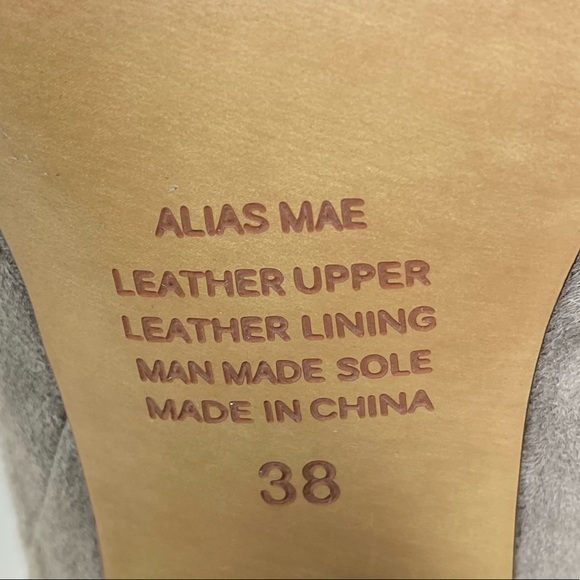 ALIAS MAE
LEATHER UPPER
LEATHER LINING
MAN MADE SOLE
MADE IN CHINA
38